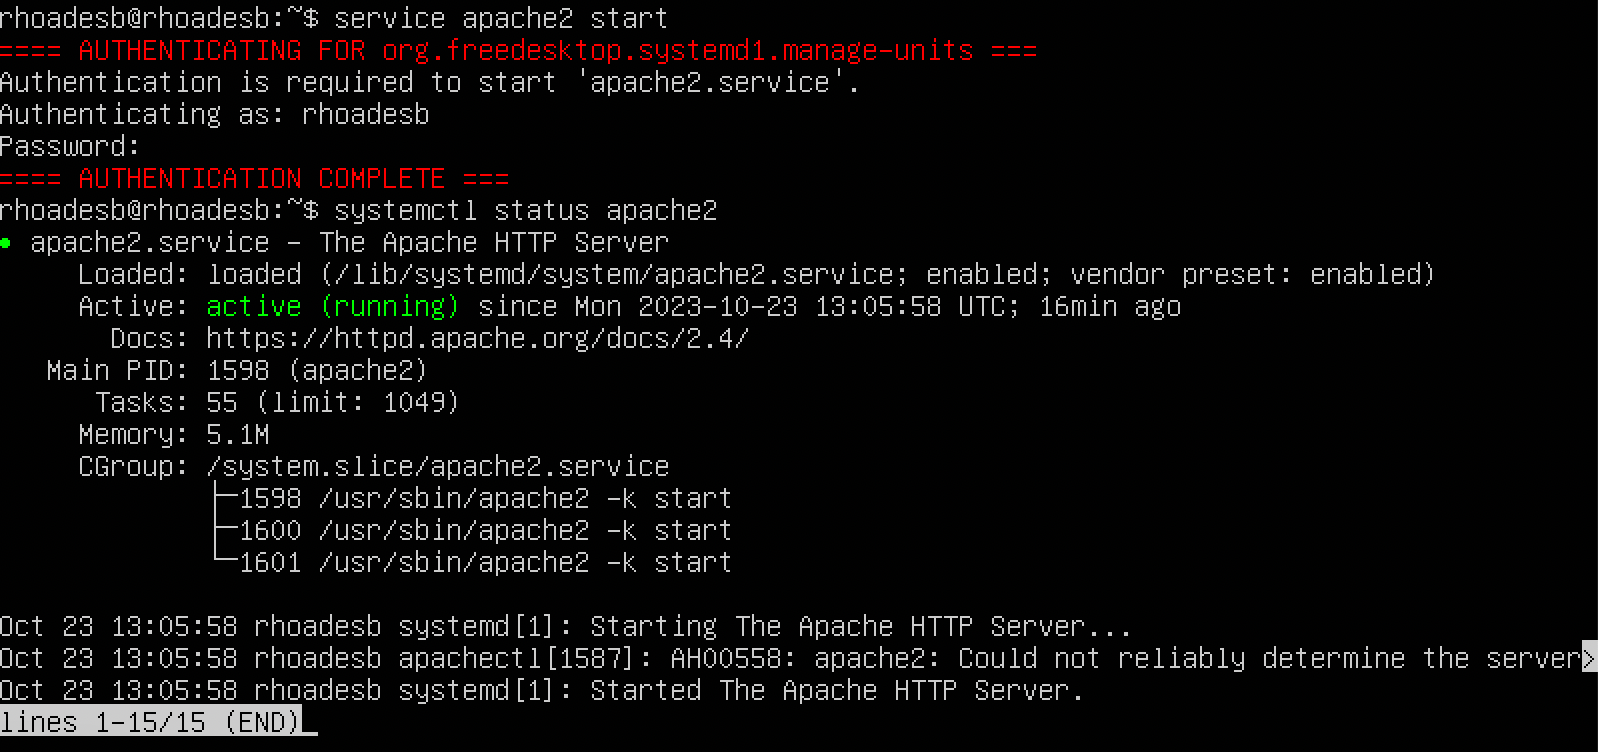 rhoadesb@rhoadesb:~$ service apache2 start
==== AUTHENTICATING FOR org.freedesktop.systemd1.manage-units ===
Authentication is required to start 'apache2.service'.
Authenticating as: rhoadesb
Password:
==== AUTHENTICATION COMPLETE ===
rhoadesb@rhoadesb:~$ systemctl status apache2
● apache2.service - The Apache HTTP Server
     Loaded: loaded (/lib/systemd/system/apache2.service; enabled; vendor preset: enabled)
     Active: active (running) since Mon 2023-10-23 13:05:58 UTC; 16min ago
       Docs: https://httpd.apache.org/docs/2.4/
   Main PID: 1598 (apache2)
      Tasks: 55 (limit: 1049)
     Memory: 5.1M
     CGroup: /system.slice/apache2.service
             ├─1598 /usr/sbin/apache2 -k start
             ├─1600 /usr/sbin/apache2 -k start
             └─1601 /usr/sbin/apache2 -k start
Oct 23 13:05:58 rhoadesb systemd[1]: Starting The Apache HTTP Server...
Oct 23 13:05:58 rhoadesb apachectl[1587]: AH00558: apache2: Could not reliably determine the server>
Oct 23 13:05:58 rhoadesb systemd[1]: Started The Apache HTTP Server.
lines 1-15/15 (END)